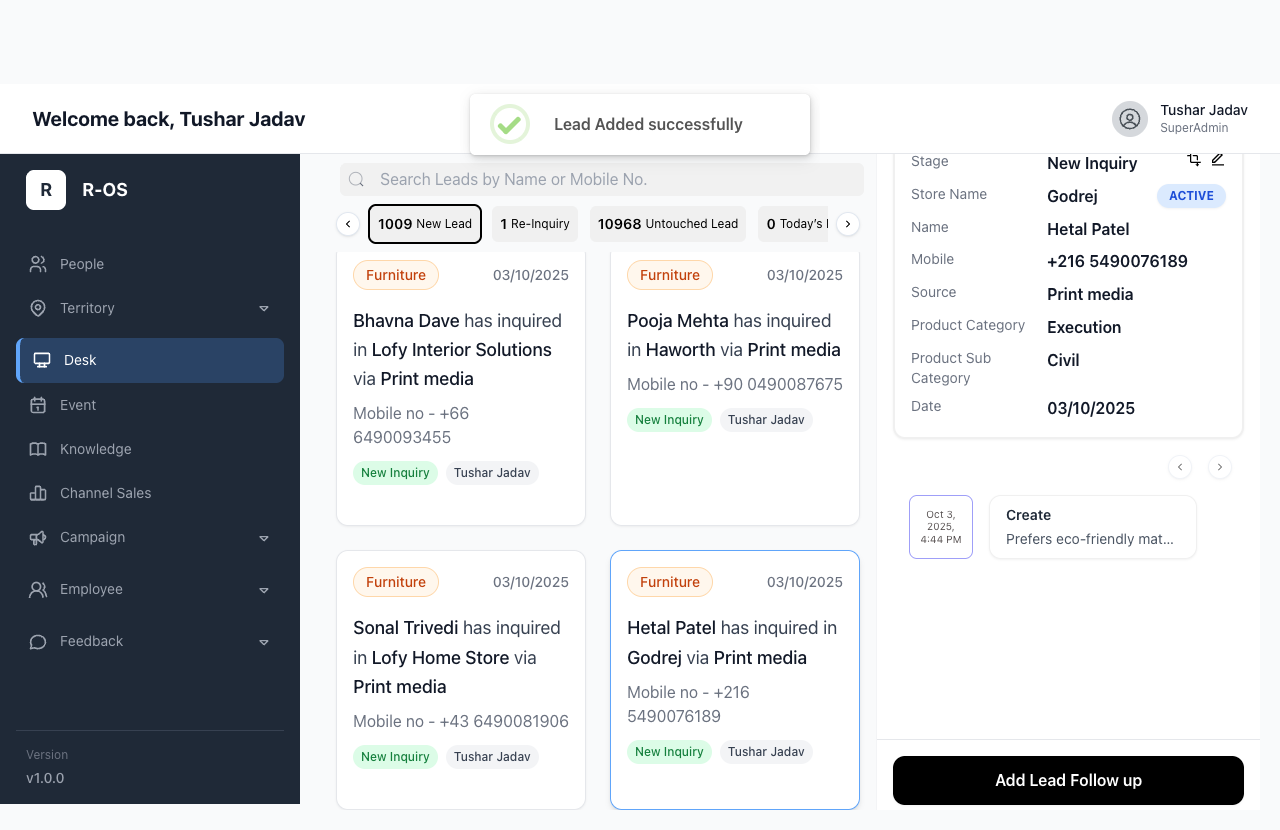 Welcome back, Tushar Jadav
Lead Added successfully
Tushar Jadav
SuperAdmin
R
R-OS
People
Territory
Desk
Event
Knowledge
Channel Sales
Campaign
Employee
Feedback
Version
v1.0.0
Search Leads by Name or Mobile No.
1009 New Lead
1 Re-Inquiry
10968 Untouched Lead
0 Today's
Furniture
03/10/2025
Bhavna Dave has inquired
in Lofy Interior Solutions
via Print media
Mobile no - +66
6490093455
New Inquiry
Tushar Jadav
Furniture
03/10/2025
Pooja Mehta has inquired
in Haworth via Print media
Mobile no - +90 0490087675
New Inquiry
Tushar Jadav
Furniture
03/10/2025
Sonal Trivedi has inquired
in Lofy Home Store via
Print media
Mobile no - +43 6490081906
New Inquiry
Tushar Jadav
Furniture
03/10/2025
Hetal Patel has inquired in
Godrej via Print media
Mobile no - +216
5490076189
New Inquiry
Tushar Jadav
Stage
New Inquiry
Store Name
Godrej
ACTIVE
Name
Hetal Patel
Mobile
+216 5490076189
Source
Print media
Product Category
Execution
Product Sub
Category
Civil
Date
03/10/2025
Oct 3,
2025,
4:44 PM
Create
Prefers eco-friendly mat...
Add Lead Follow up